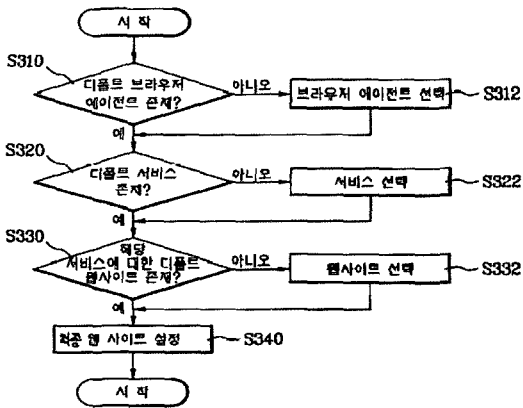 시 작
S310
디폴트 브라우저
에이전트 존재?
아니오
브라우저 에이전트 선택
S312
예
S320
디폴트 서비스
존재?
아니오
서비스 선택
S322
예
S330
해당
서비스에 대한 디폴트
웹사이트 존재?
아니오
웹사이트 선택
S332
예
최종 웹 사이트 설정
S340
시 작